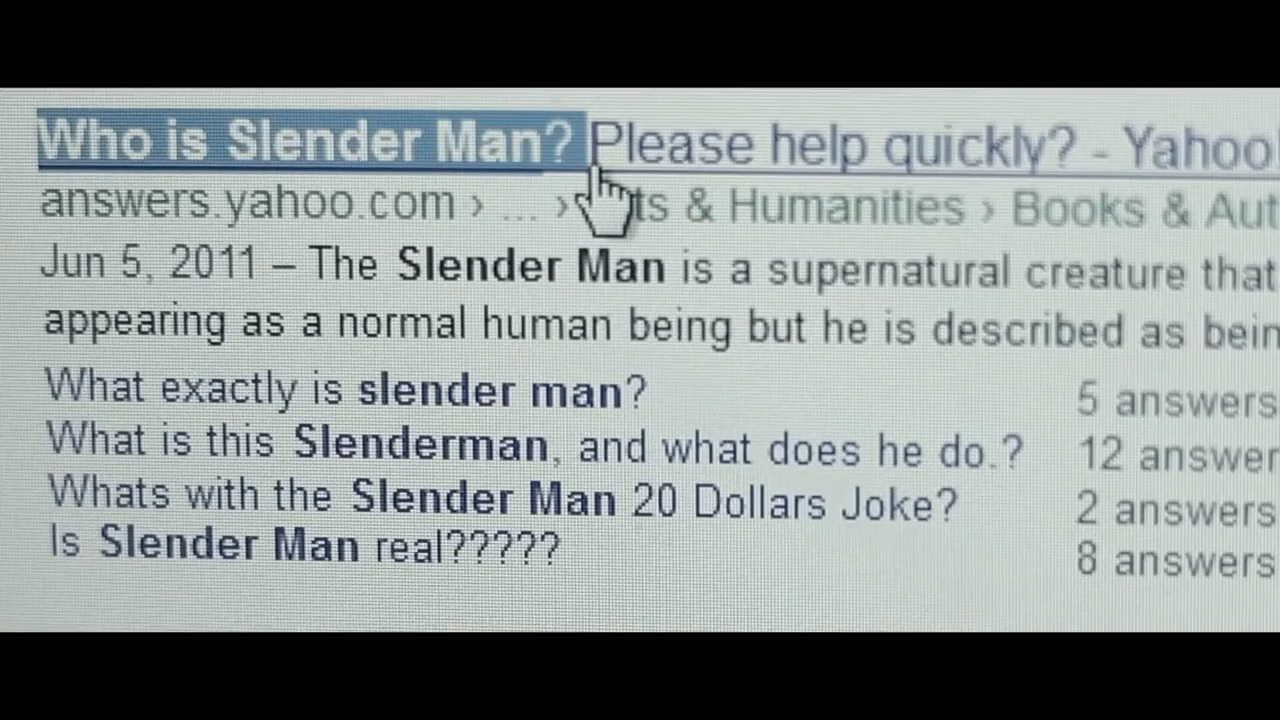 Who is Slender Man? Please help quickly? - Yahoo
answers.yahoo.com › ... › & Humanities › Books & Aut
Jun 5, 2011 – The Slender Man is a supernatural creature that
appearing as a normal human being but he is described as bein
What exactly is slender man? 5 answers
What is this Slenderman, and what does he do.? 12 answer
Whats with the Slender Man 20 Dollars Joke? 2 answers
Is Slender Man real????? 8 answers